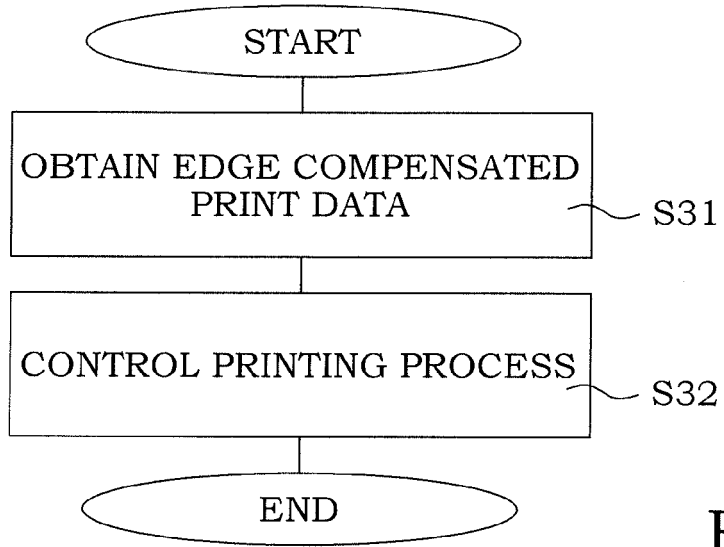 START
OBTAIN EDGE COMPENSATED
PRINT DATA
S31
CONTROL PRINTING PROCESS
S32
END